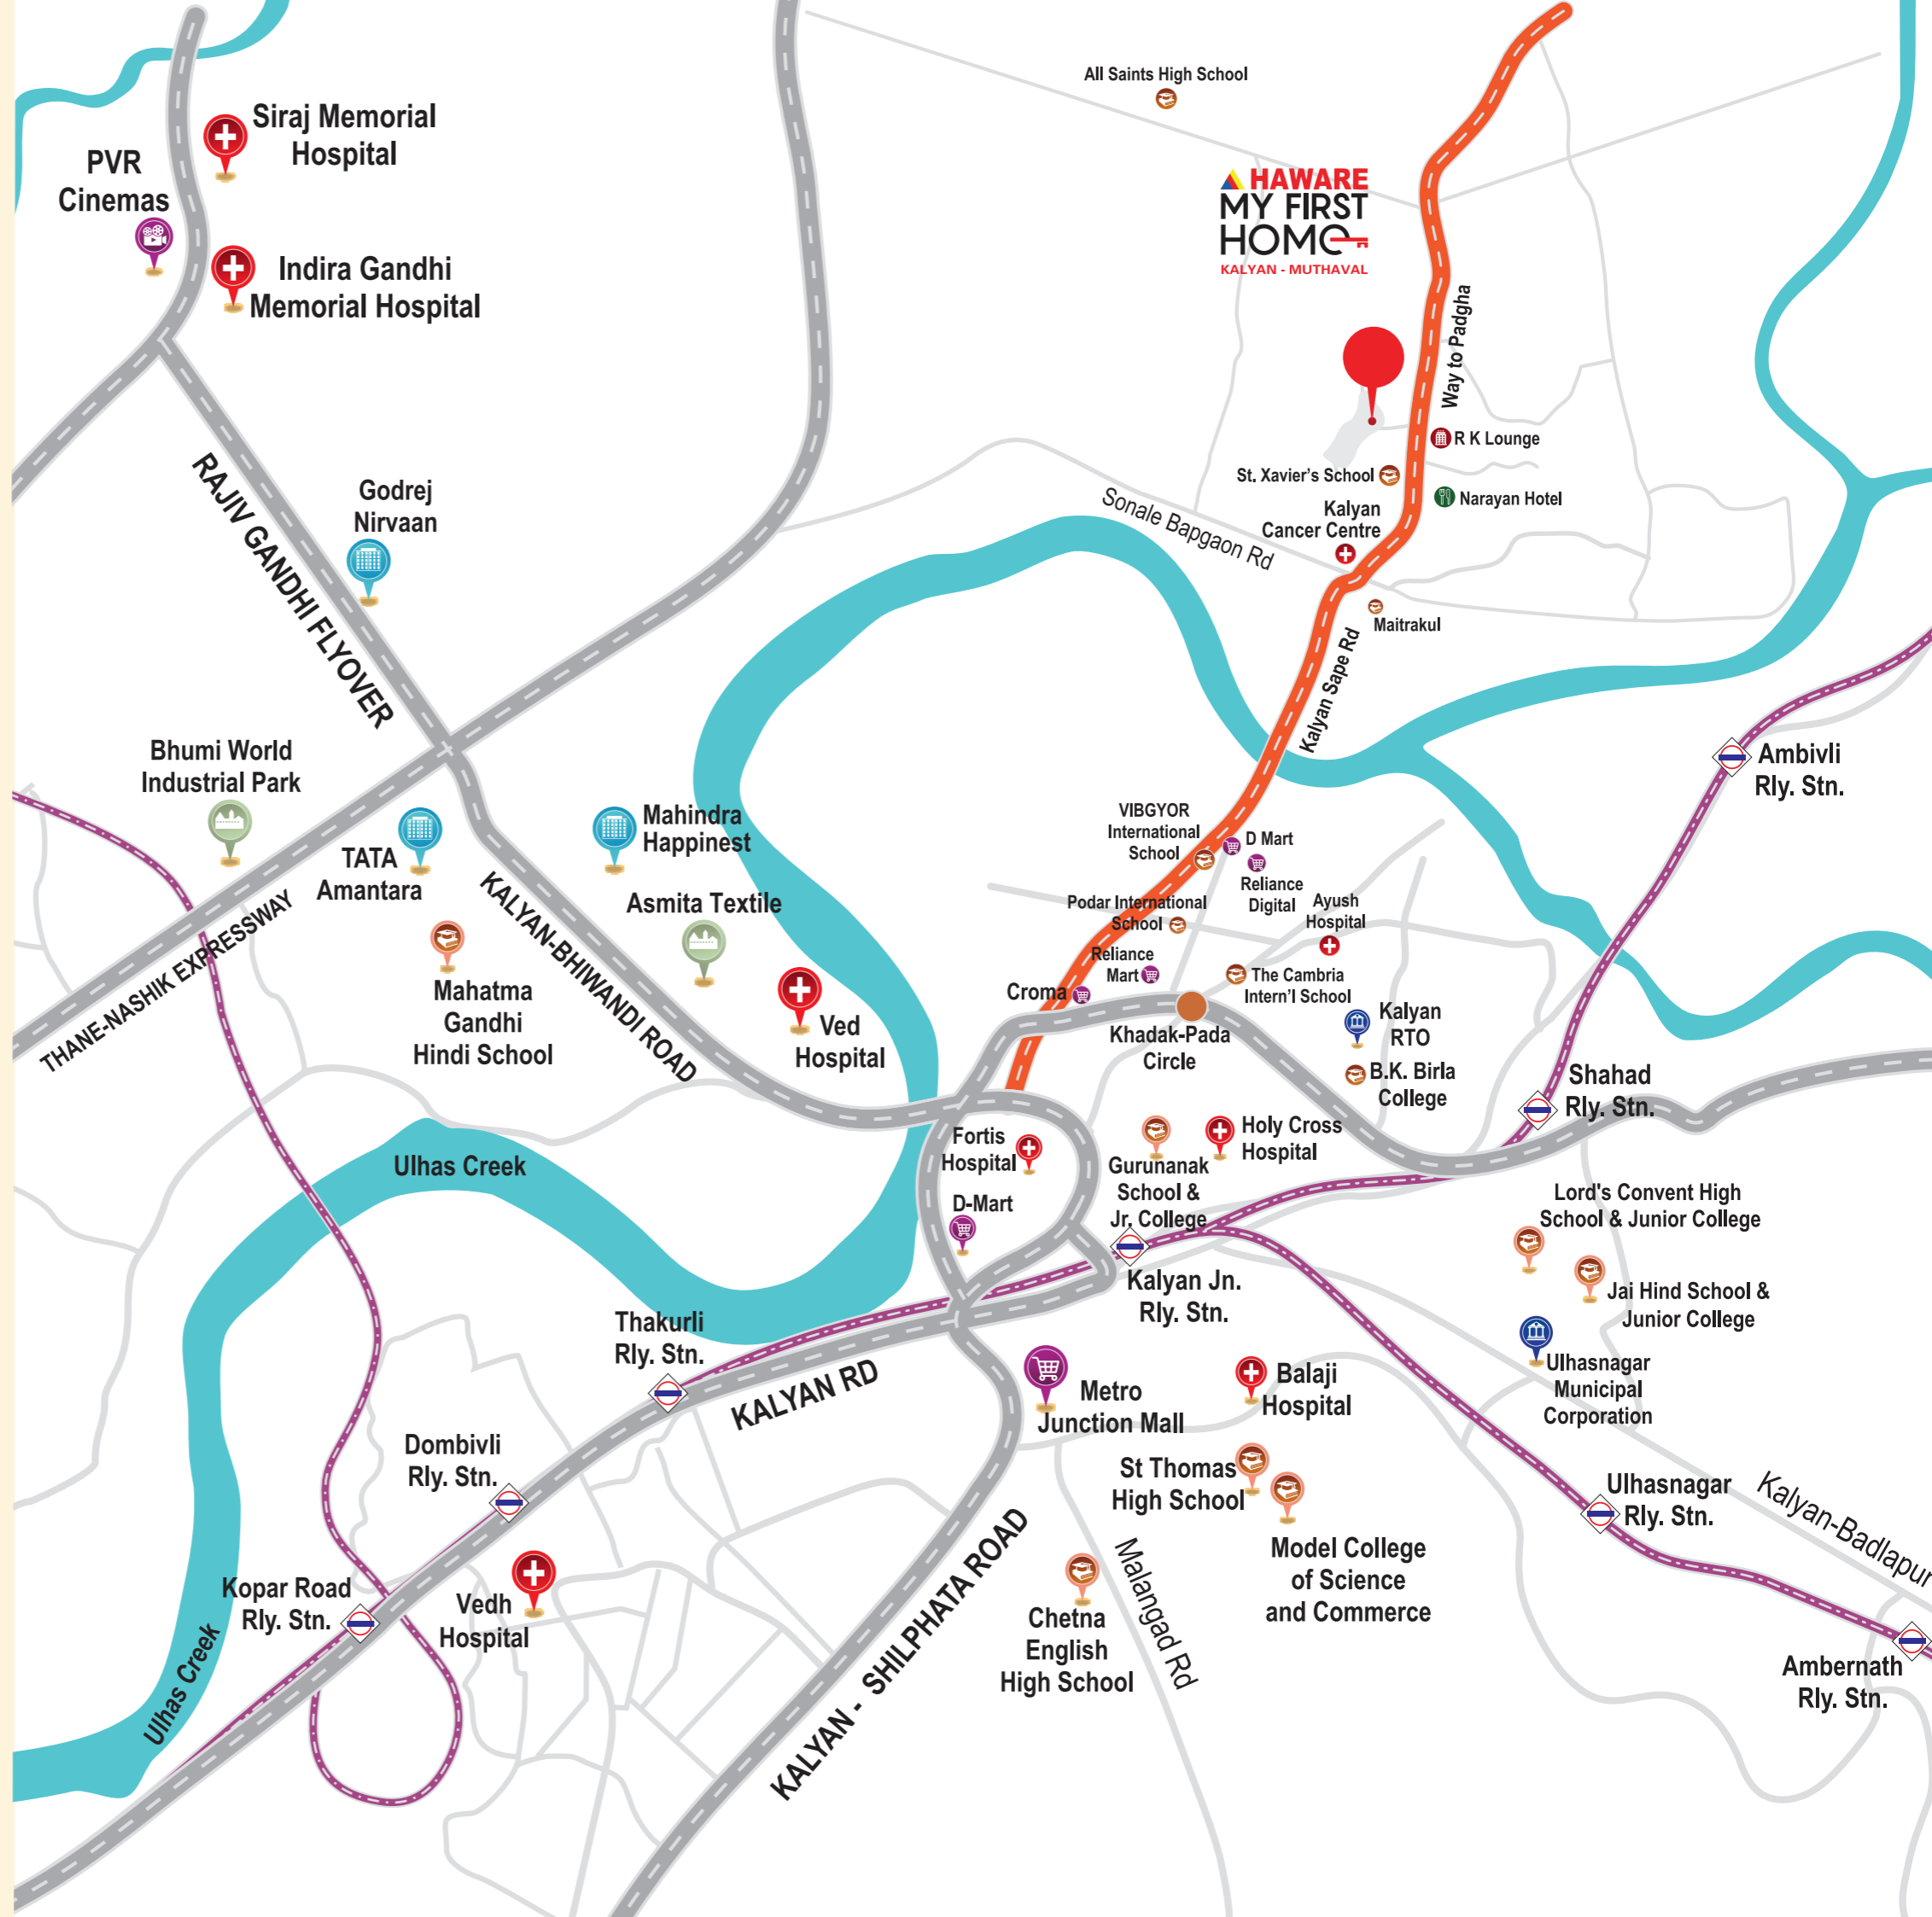 All Saints High School
Siraj Memorial
Hospital
PVR
Cinemas
HAWARE
MY FIRST
HOME
KALYAN - MUTHAVAL
Indira Gandhi
Memorial Hospital
Way to Padgha
R K Lounge
St. Xavier's School
Narayan Hotel
Kalyan
Cancer Centre
Sonale Bapgaon Rd
Maitrakul
Kalyan Sape Rd
RAJIV GANDHI FLYOVER
Godrej
Nirvaan
Bhumi World
Industrial Park
Ambivli
Rly. Stn.
TATA
Amantara
Mahindra
Happinest
VIBGYOR
International
School
D Mart
Reliance
Digital
Asmita Textile
KALYAN-BHIWANDI ROAD
Podar International
School
Ayush
Hospital
THANE-NASHIK EXPRESSWAY
Reliance
Mart
The Cambria
Intern'l School
Croma
Mahatma
Gandhi
Hindi School
Ved
Hospital
Khadak-Pada
Circle
Kalyan
RTO
B.K. Birla
College
Shahad
Rly. Stn.
Fortis
Hospital
Holy Cross
Hospital
Gurunanak
School &
Jr. College
Ulhas Creek
D-Mart
Lord's Convent High
School & Junior College
Kalyan Jn.
Rly. Stn.
Jai Hind School &
Junior College
Thakurli
Rly. Stn.
KALYAN RD
Metro
Junction Mall
Balaji
Hospital
Ulhasnagar
Municipal
Corporation
Dombivli
Rly. Stn.
St Thomas
High School
Ulhasnagar
Rly. Stn.
Kalyan-Badlapur
KALYAN - SHILPHATA ROAD
Malangad Rd
Model College
of Science
and Commerce
Kopar Road
Rly. Stn.
Vedh
Hospital
Chetna
English
High School
Ulhas Creek
Ambernath
Rly. Stn.